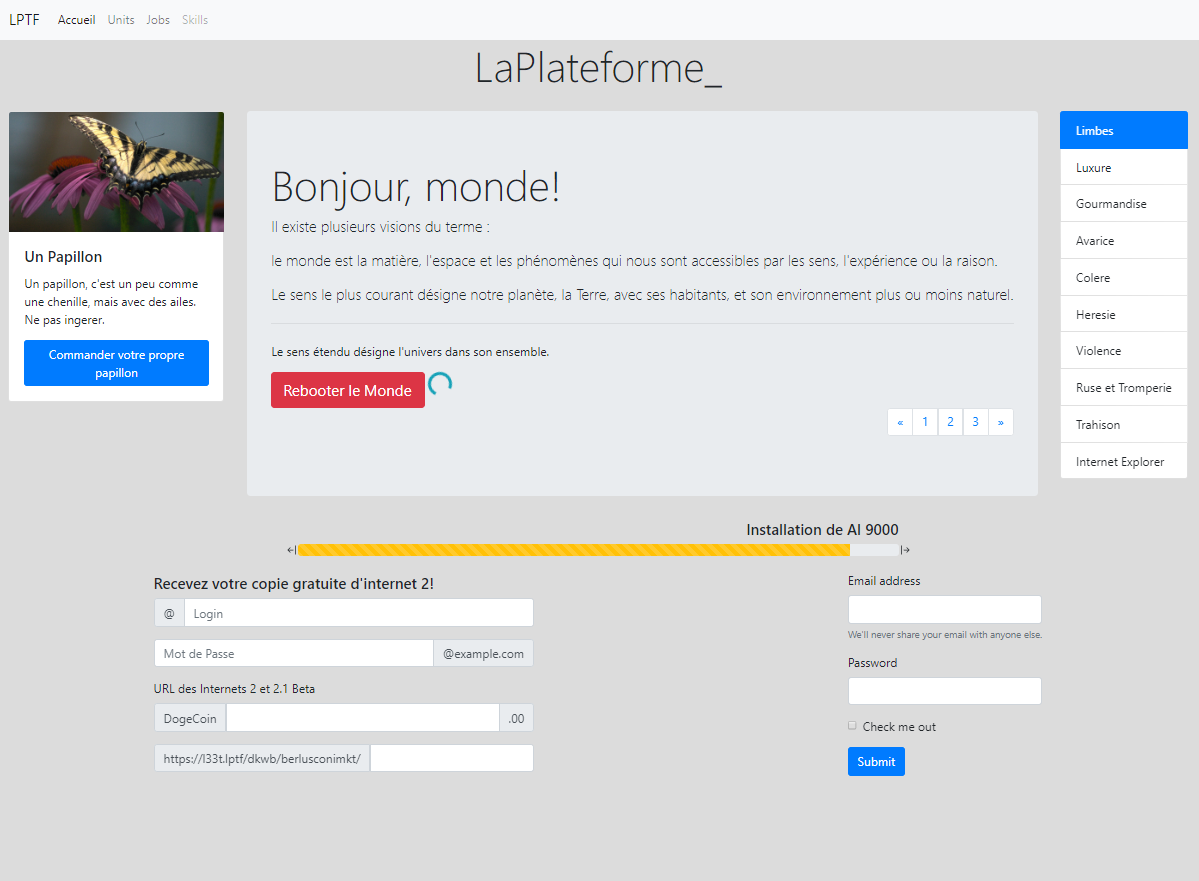 LPTF Accueil Units Jobs Skills
LaPlateforme_
Un Papillon
Un papillon, c'est un peu comme
une chenille, mais avec des ailes.
Ne pas ingerer.
Commander votre propre
papillon
Bonjour, monde!
Il existe plusieurs visions du terme :
le monde est la matière, l'espace et les phénomènes qui nous sont accessibles par les sens, l'expérience ou la raison.
Le sens le plus courant désigne notre planète, la Terre, avec ses habitants, et son environnement plus ou moins naturel.
Le sens étendu désigne l'univers dans son ensemble.
Rebooter le Monde
« 1 2 3 »
Limbes
Luxure
Gourmandise
Avarice
Colere
Heresie
Violence
Ruse et Tromperie
Trahison
Internet Explorer
Installation de AI 9000
Recevez votre copie gratuite d'internet 2!
@ Login
Mot de Passe @example.com
URL des Internets 2 et 2.1 Beta
DogeCoin .00
https://l33t.lptf/dkwb/berlusconimkt/
Email address
We'll never share your email with anyone else.
Password
Check me out
Submit